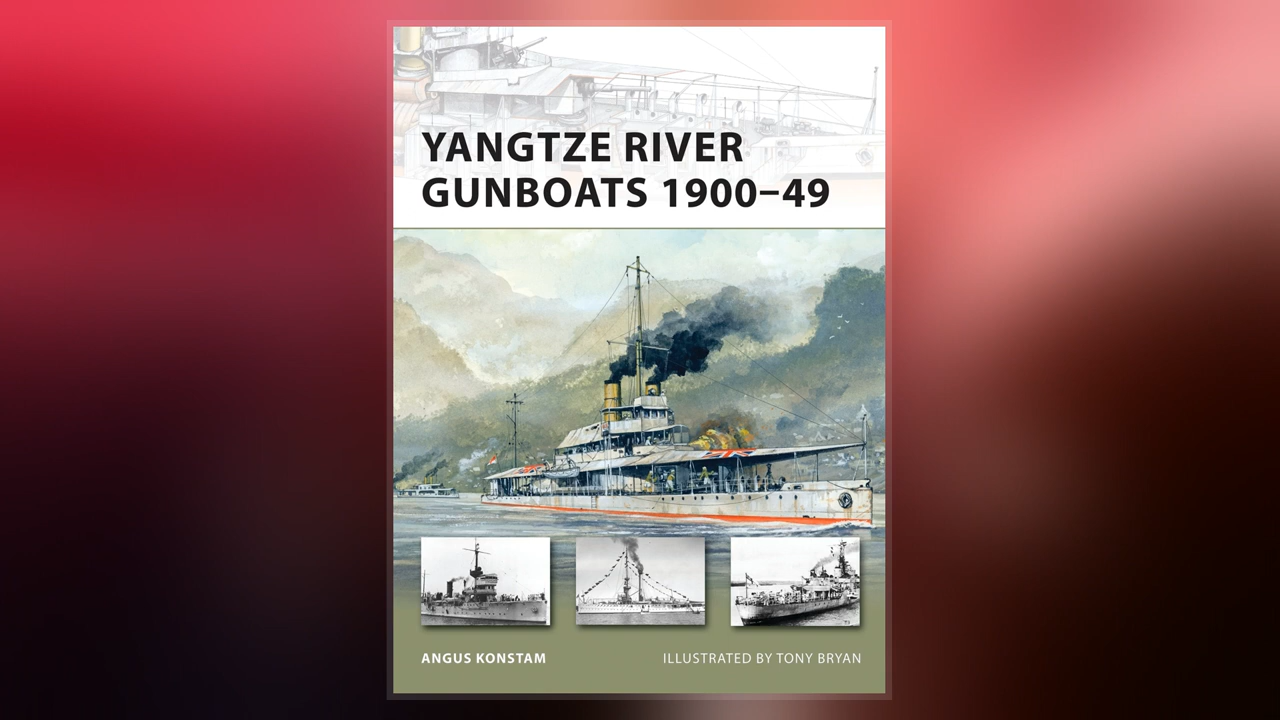 YANGTZE RIVER
GUNBOATS 1900–49
ANGUS KONSTAM
ILLUSTRATED BY TONY BRYAN